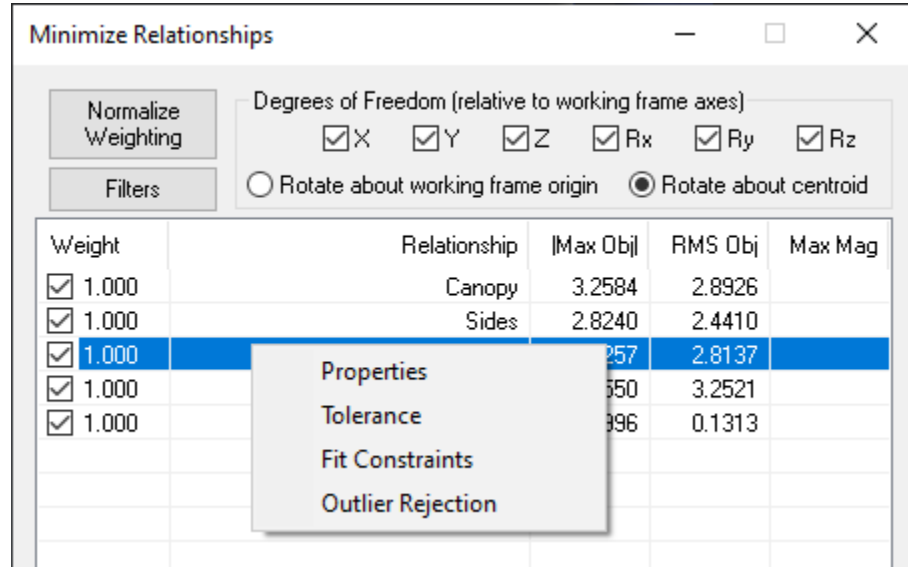 Minimize Relationships
Normalize Weighting
Filters
Degrees of Freedom (relative to working frame axes)
X Y Z Rx Ry Rz
Rotate about working frame origin Rotate about centroid
Weight Relationship |Max Obj| RMS Obj Max Mag
1.000 Canopy 3.2584 2.8926
1.000 Sides 2.8240 2.4410
1.000 257 2.8137
1.000 550 3.2521
1.000 996 0.1313
Properties
Tolerance
Fit Constraints
Outlier Rejection